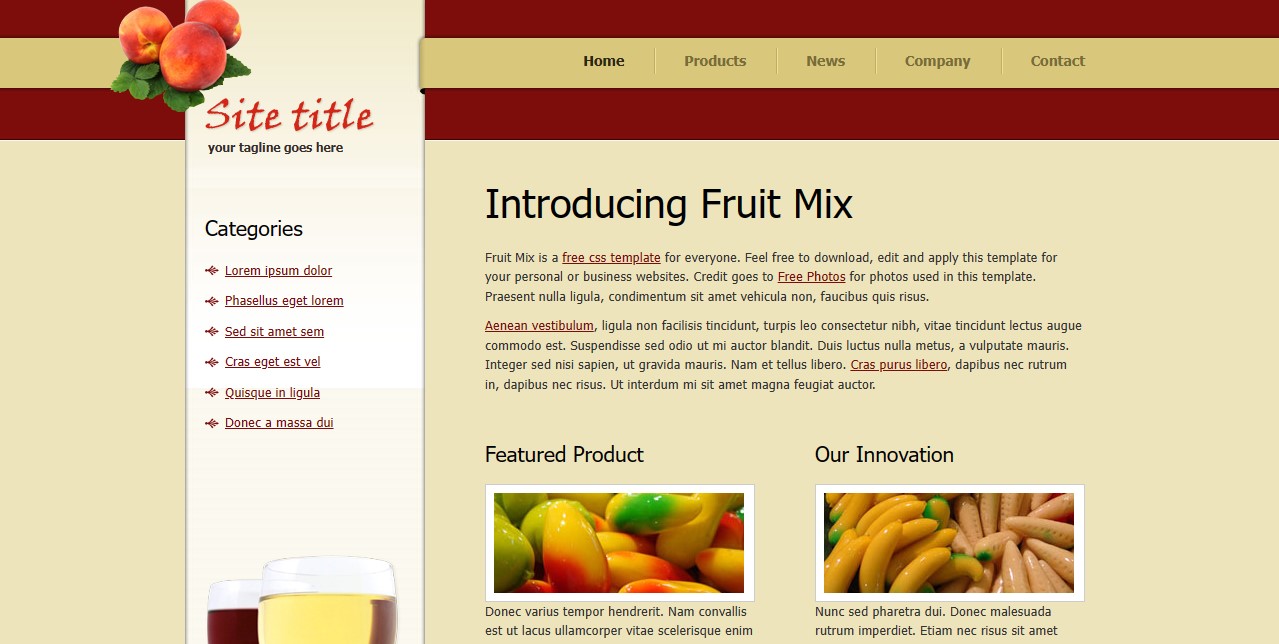 Home
Products
News
Company
Contact
Site title
your tagline goes here
Categories
Lorem ipsum dolor
Phasellus eget lorem
Sed sit amet sem
Cras eget est vel
Quisque in ligula
Donec a massa dui
Introducing Fruit Mix
Fruit Mix is a free css template for everyone. Feel free to download, edit and apply this template for
your personal or business websites. Credit goes to Free Photos for photos used in this template.
Praesent nulla ligula, condimentum sit amet vehicula non, faucibus quis risus.
Aenean vestibulum, ligula non facilisis tincidunt, turpis leo consectetur nibh, vitae tincidunt lectus augue
commodo est. Suspendisse sed odio ut mi auctor blandit. Duis luctus nulla metus, a vulputate mauris.
Integer sed nisi sapien, ut gravida mauris. Nam et tellus libero. Cras purus libero, dapibus nec rutrum
in, dapibus nec risus. Ut interdum mi sit amet magna feugiat auctor.
Featured Product
Donec varius tempor hendrerit. Nam convallis
est ut lacus ullamcorper vitae scelerisque enim
Our Innovation
Nunc sed pharetra dui. Donec malesuada
rutrum imperdiet. Etiam nec risus sit amet